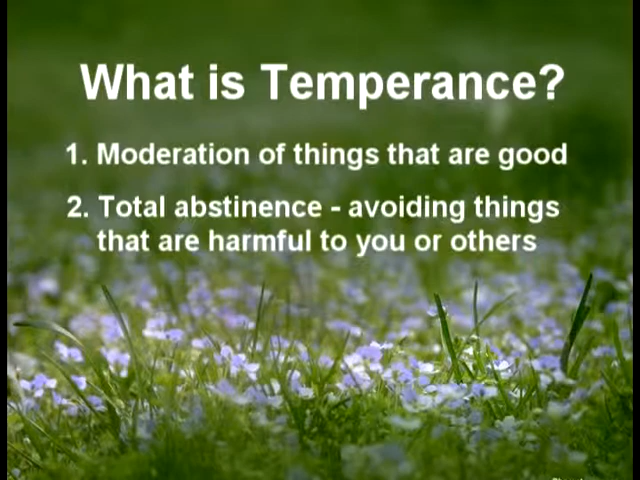 What is Temperance?
1. Moderation of things that are good
2. Total abstinence - avoiding things
that are harmful to you or others